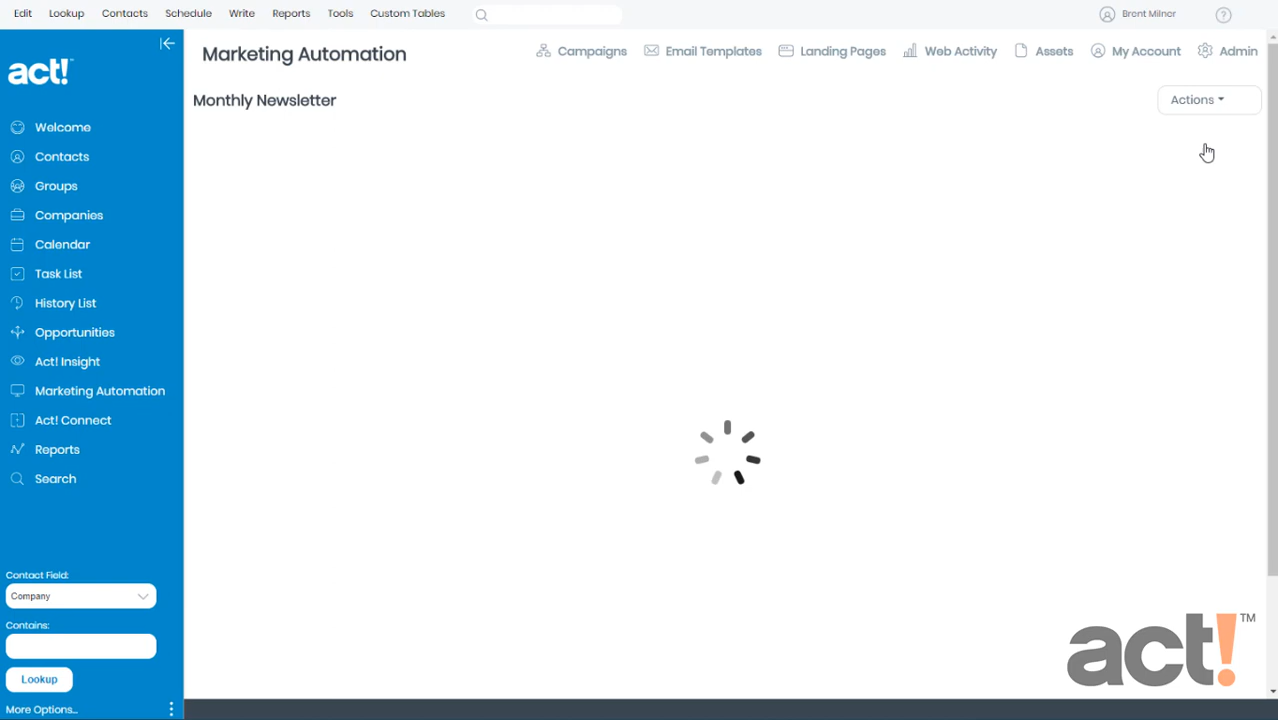 Edit Lookup Contacts Schedule Write Reports Tools Custom Tables Brent Milnor ?
act!™
Marketing Automation
Campaigns Email Templates Landing Pages Web Activity Assets My Account Admin
Monthly Newsletter
Actions
Welcome
Contacts
Groups
Companies
Calendar
Task List
History List
Opportunities
Act! Insight
Marketing Automation
Act! Connect
Reports
Search
Contact Field:
Company
Contains:
Lookup
More Options...
act!™